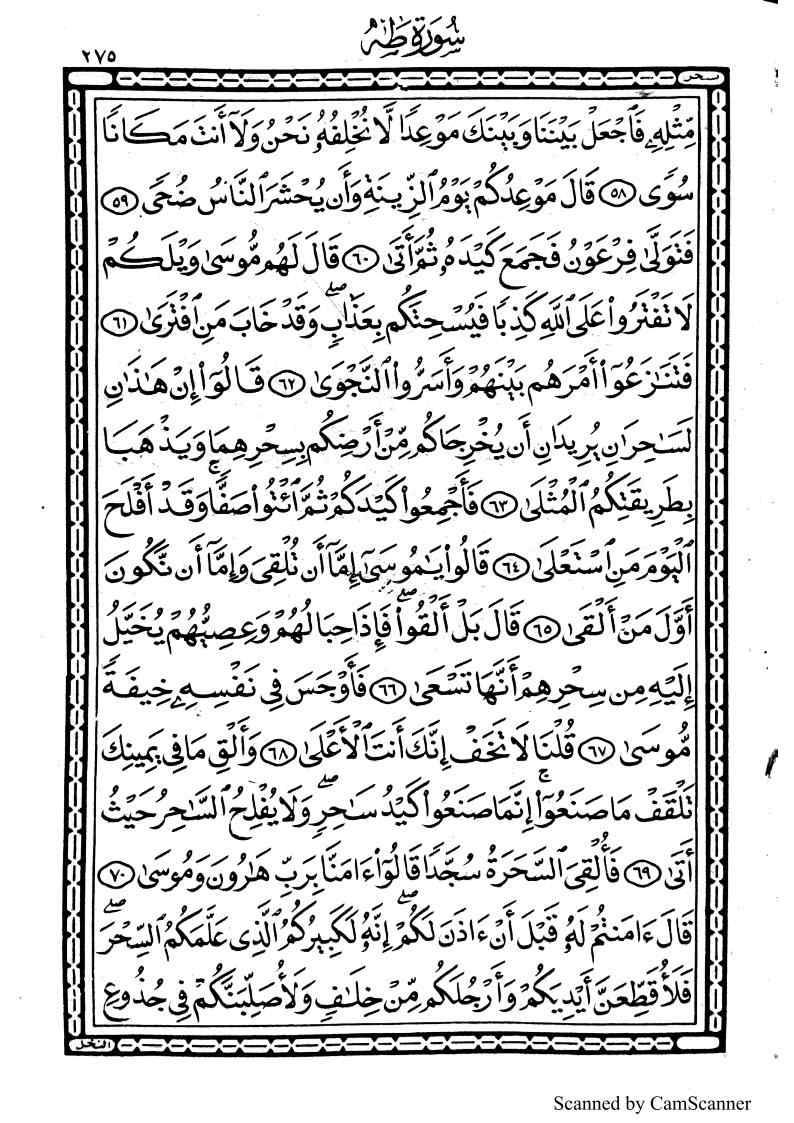 سُورَةُ طَهَ
٢٧٥
سحر
مِّثْلِهِۦ فَٱجْعَلْ بَيْنَنَا وَبَيْنَكَ مَوْعِدًا لَّا نُخْلِفُهُۥ نَحْنُ وَلَآ أَنتَ مَكَانًا
سُوًى ٥٨ قَالَ مَوْعِدُكُمْ يَوْمُ ٱلزِّينَةِ وَأَن يُحْشَرَ ٱلنَّاسُ ضُحًى ٥٩
فَتَوَلَّىٰ فِرْعَوْنُ فَجَمَعَ كَيْدَهُۥ ثُمَّ أَتَىٰ ٦٠ قَالَ لَهُم مُّوسَىٰ وَيْلَكُمْ
لَا تَفْتَرُوا۟ عَلَى ٱللَّهِ كَذِبًا فَيُسْحِتَكُم بِعَذَابٍ ۖ وَقَدْ خَابَ مَنِ ٱفْتَرَىٰ ٦١
فَتَنَٰزَعُوٓا۟ أَمْرَهُم بَيْنَهُمْ وَأَسَرُّوا۟ ٱلنَّجْوَىٰ ٦٢ قَالُوٓا۟ إِنْ هَٰذَٰنِ
لَسَٰحِرَٰنِ يُرِيدَانِ أَن يُخْرِجَاكُم مِّنْ أَرْضِكُم بِسِحْرِهِمَا وَيَذْهَبَا
بِطَرِيقَتِكُمُ ٱلْمُثْلَىٰ ٦٣ فَأَجْمِعُوا۟ كَيْدَكُمْ ثُمَّ ٱئْتُوا۟ صَفًّا ۚ وَقَدْ أَفْلَحَ
ٱلْيَوْمَ مَنِ ٱسْتَعْلَىٰ ٦٤ قَالُوا۟ يَٰمُوسَىٰٓ إِمَّآ أَن تُلْقِىَ وَإِمَّآ أَن نَّكُونَ
أَوَّلَ مَنْ أَلْقَىٰ ٦٥ قَالَ بَلْ أَلْقُوا۟ ۖ فَإِذَا حِبَالُهُمْ وَعِصِيُّهُمْ يُخَيَّلُ
إِلَيْهِ مِن سِحْرِهِمْ أَنَّهَا تَسْعَىٰ ٦٦ فَأَوْجَسَ فِى نَفْسِهِۦ خِيفَةً
مُّوسَىٰ ٦٧ قُلْنَا لَا تَخَفْ إِنَّكَ أَنتَ ٱلْأَعْلَىٰ ٦٨ وَأَلْقِ مَا فِى يَمِينِكَ
تَلْقَفْ مَا صَنَعُوٓا۟ ۚ إِنَّمَا صَنَعُوا۟ كَيْدُ سَٰحِرٍ ۖ وَلَا يُفْلِحُ ٱلسَّاحِرُ حَيْثُ
أَتَىٰ ٦٩ فَأُلْقِىَ ٱلسَّحَرَةُ سُجَّدًا قَالُوٓا۟ ءَامَنَّا بِرَبِّ هَٰرُونَ وَمُوسَىٰ ٧٠
قَالَ ءَامَنتُمْ لَهُۥ قَبْلَ أَنْ ءَاذَنَ لَكُمْ ۖ إِنَّهُۥ لَكَبِيرُكُمُ ٱلَّذِى عَلَّمَكُمُ ٱلسِّحْرَ ۖ
فَلَأُقَطِّعَنَّ أَيْدِيَكُمْ وَأَرْجُلَكُم مِّنْ خِلَٰفٍ وَلَأُصَلِّبَنَّكُمْ فِى جُذُوعِ
النخل
Scanned by CamScanner